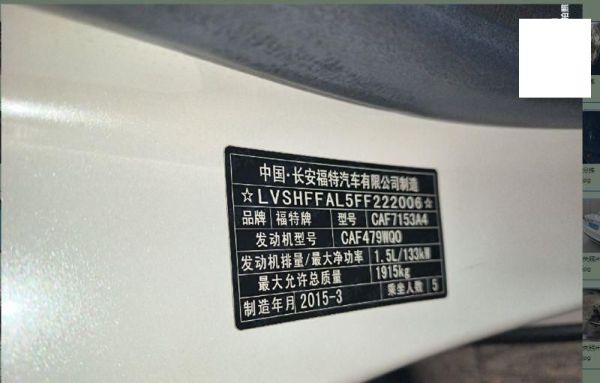 中国·长安福特汽车有限公司制造
☆LVSHFFAL5FF222006☆
品牌 福特牌 型号 CAF7153A4
发动机型号 CAF479WQ0
发动机排量/最大净功率 1.5L/133kW
最大允许总质量 1915kg
制造年月 2015-3 乘坐人数 5